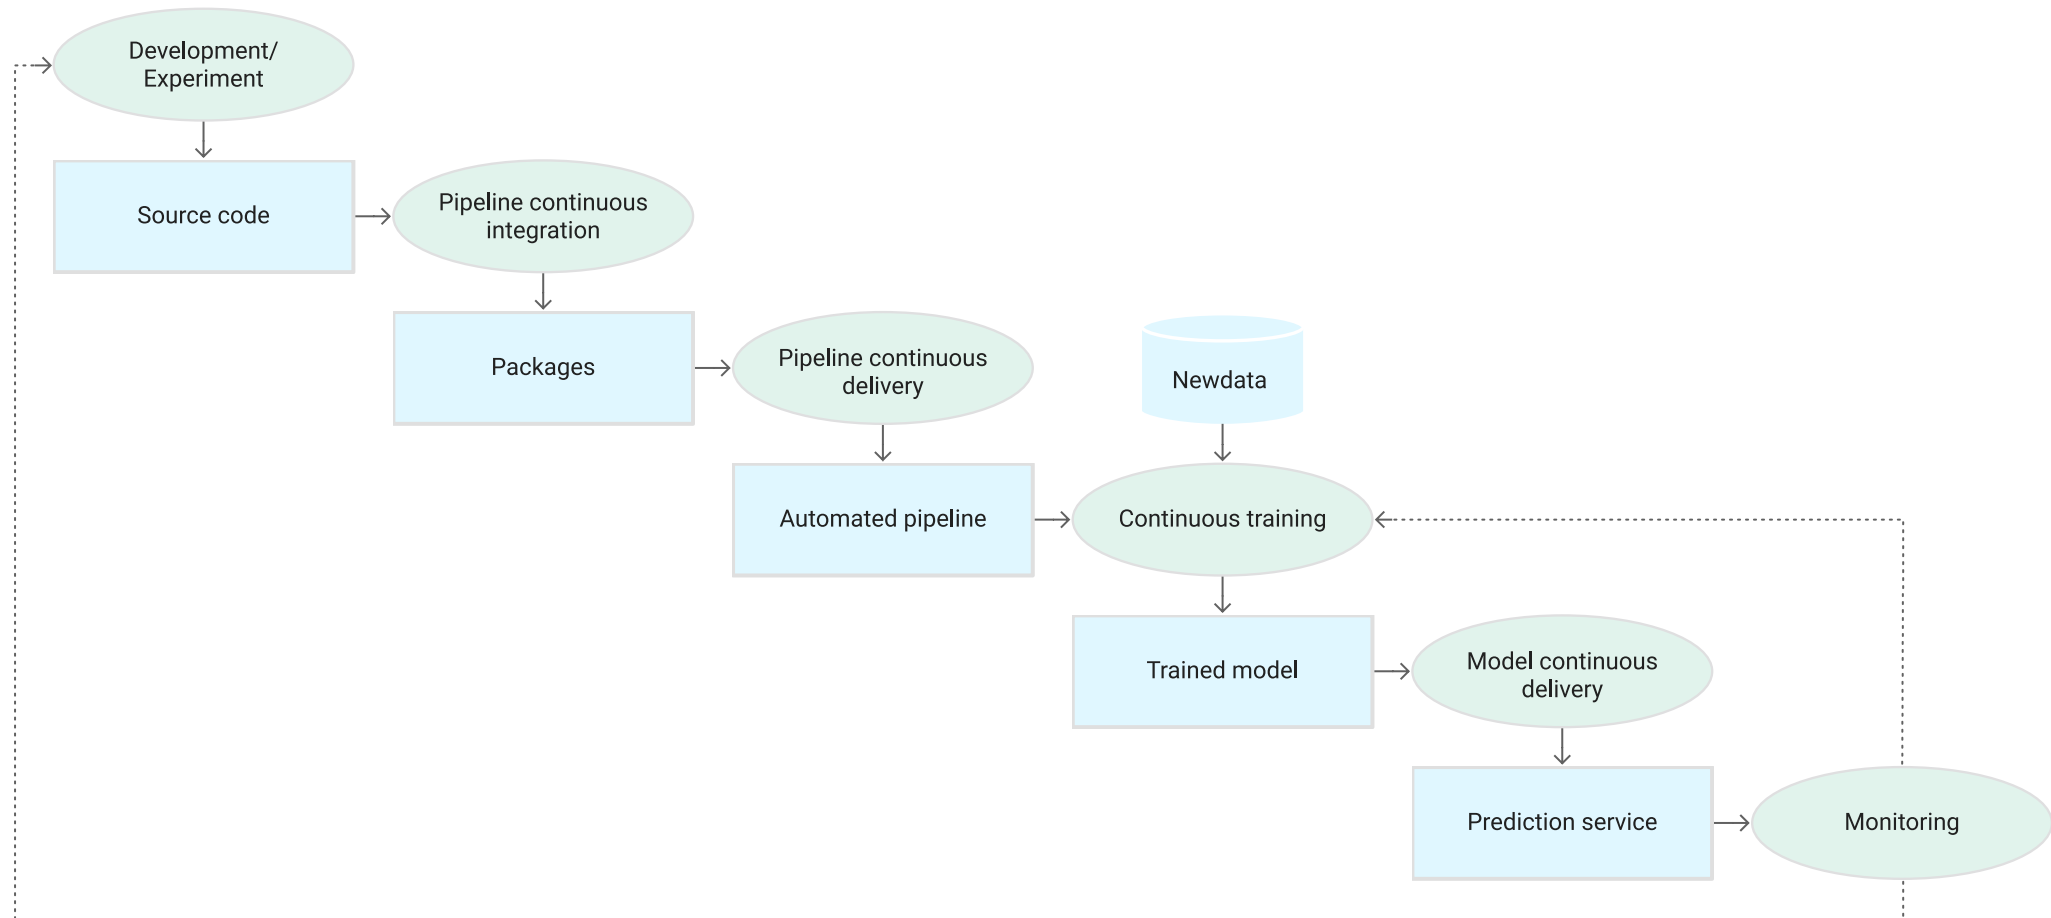 Development/
Experiment
Source code
Pipeline continuous
integration
Packages
Pipeline continuous
delivery
Newdata
Automated pipeline
Continuous training
Trained model
Model continuous
delivery
Prediction service
Monitoring